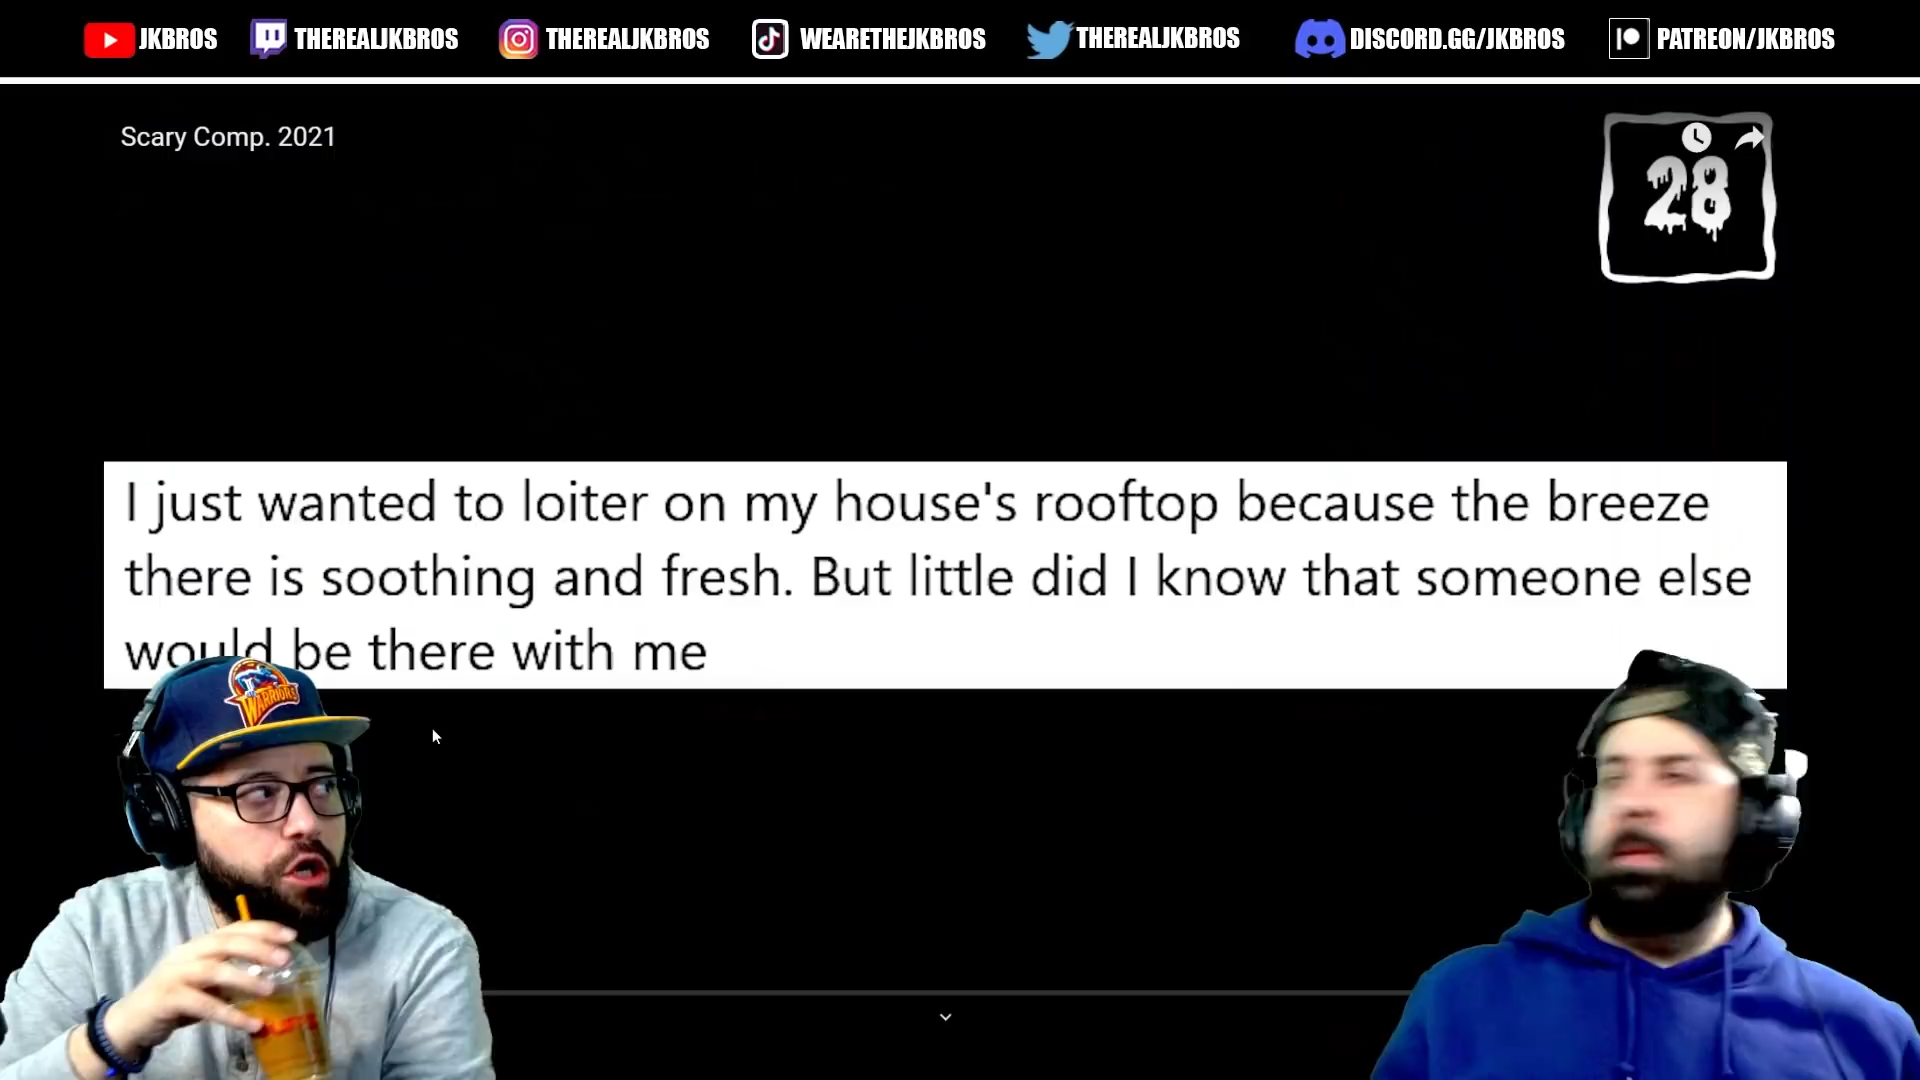 JKBROS THEREALJKBROS THEREALJKBROS WEARETHEJKBROS THEREALJKBROS DISCORD.GG/JKBROS PATREON/JKBROS
Scary Comp. 2021
28
I just wanted to loiter on my house's rooftop because the breeze
there is soothing and fresh. But little did I know that someone else
would be there with me
WARRIORS